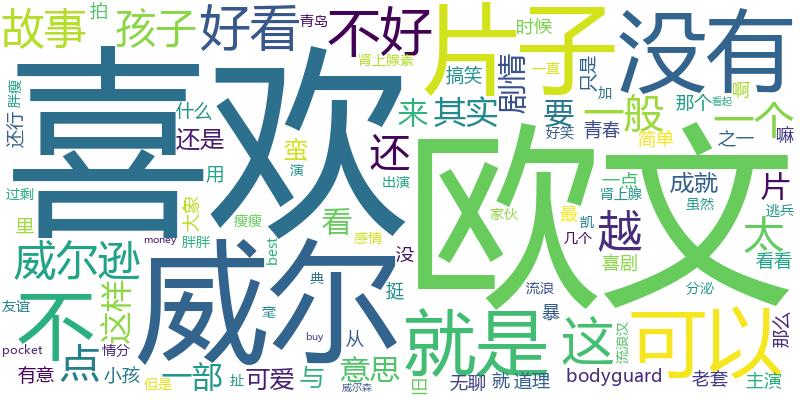 故事
拍
孩子
好看
青岛
不好
片子
时候
没有
肾上腺素
一直
胖瘦
喜欢
什么
搞笑
剧情
只是
加
那个
看起
啊
还行
还是
来
其实
要
一般
一个
蛮
还
好笑
青春
简单
之一
嘛
过剩
用
演
出演
欧文
一点
成就
片
里
大象
瘦瘦
看
肾上腺
虽然
逃兵
威尔逊
胖胖
感情
家伙
最
凯
越
太
没
几个
喜剧
看看
money
best
威尔
不
这样
典
挺
流浪
分泌
友谊
毫
buy
从
就是
暴
这
可以
那么
pocket
情分
点
流浪汉
有意
小孩
一部
可爱
与
意思
旧
无聊
就
道理
bodyguard
老套
主演
但是
扯
威尔森